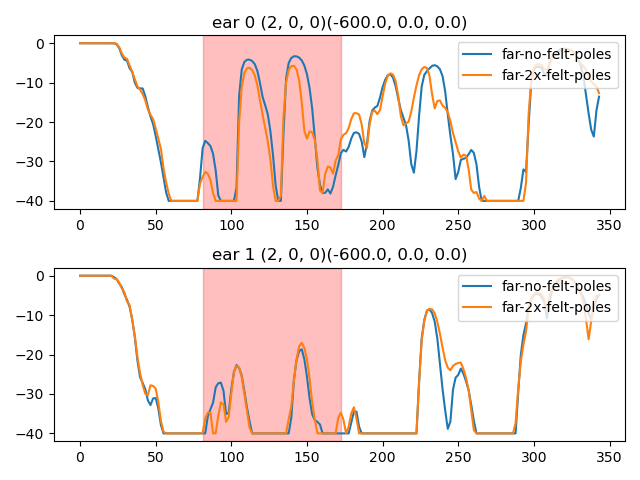 ear 0 (2, 0, 0)(-600.0, 0.0, 0.0)
0
−10
−20
−30
−40
far-no-felt-poles
far-2x-felt-poles
0 50 100 150 200 250 300 350
ear 1 (2, 0, 0)(-600.0, 0.0, 0.0)
0
−10
−20
−30
−40
far-no-felt-poles
far-2x-felt-poles
0 50 100 150 200 250 300 350